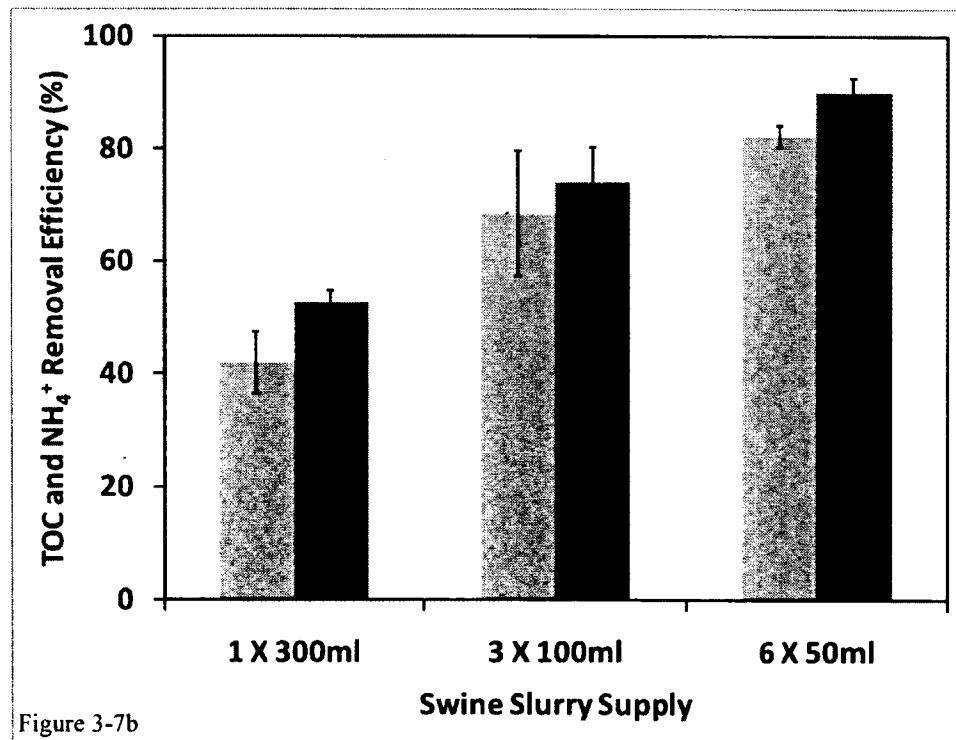 TOC and NH₄⁺ Removal Efficiency (%)
100
80
60
40
20
0
1 X 300ml
3 X 100ml
6 X 50ml
Swine Slurry Supply
Figure 3-7b